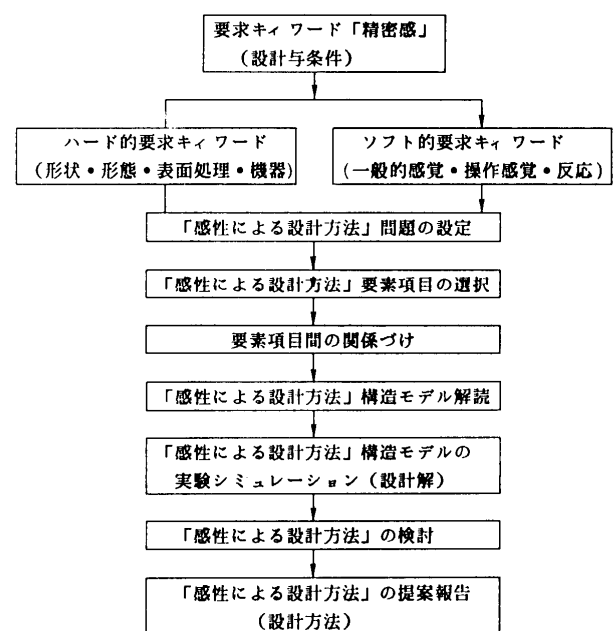 要求キィワード「精密感」
(設計与条件)
ハード的要求キィワード
(形状・形態・表面処理・機器)
ソフト的要求キィワード
(一般的感覚・操作感覚・反応)
「感性による設計方法」問題の設定
「感性による設計方法」要素項目の選択
要素項目間の関係づけ
「感性による設計方法」構造モデル解読
「感性による設計方法」構造モデルの
実験シミュレーション(設計解)
「感性による設計方法」の検討
「感性による設計方法」の提案報告
(設計方法)